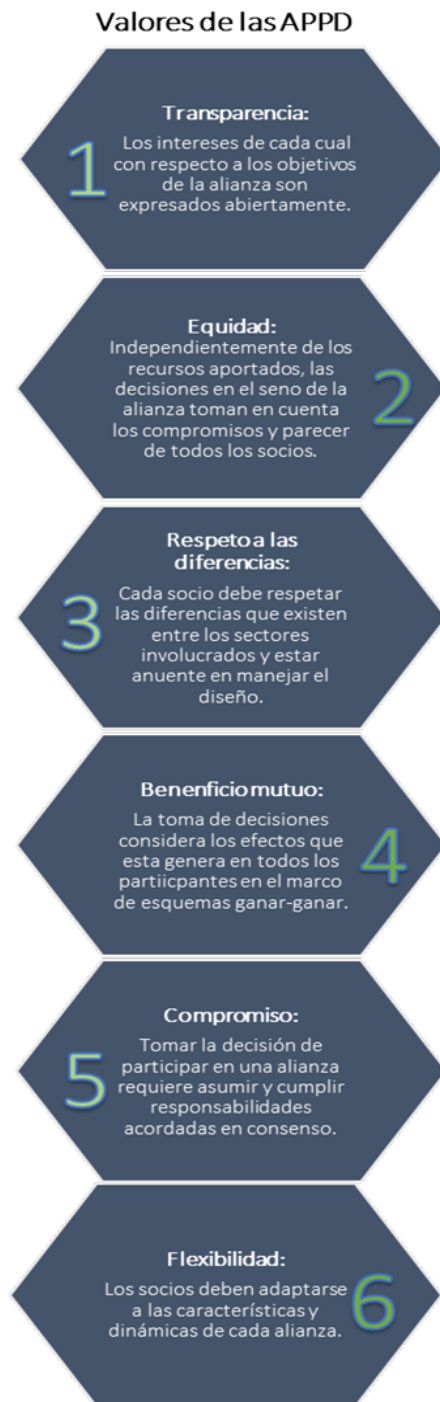 Valores de las APPD
Transparencia:
1
Los intereses de cada cual
con respecto a los objetivos
de la alianza son
expresados abiertamente.
Equidad:
Independientemente de los
recursos aportados, las
decisiones en el seno de la
alianza toman en cuenta
los compromisos y parecer
de todos los socios.
2
Respeto a las
diferencias:
3
Cada socio debe respetar
las diferencias que existen
entre los sectores
involucrados y estar
anuente en manejar el
diseño.
Benenficio mutuo:
La toma de decisiones
considera los efectos que
esta genera en todos los
partiicpantes en el marco
de esquemas ganar-ganar.
4
Compromiso:
5
Tomar la decisión de
participar en una alianza
requiere asumir y cumplir
responsabilidades
acordadas en consenso.
Flexibilidad:
Los socios deben adaptarse
a las características y
dinámicas de cada alianza.
6